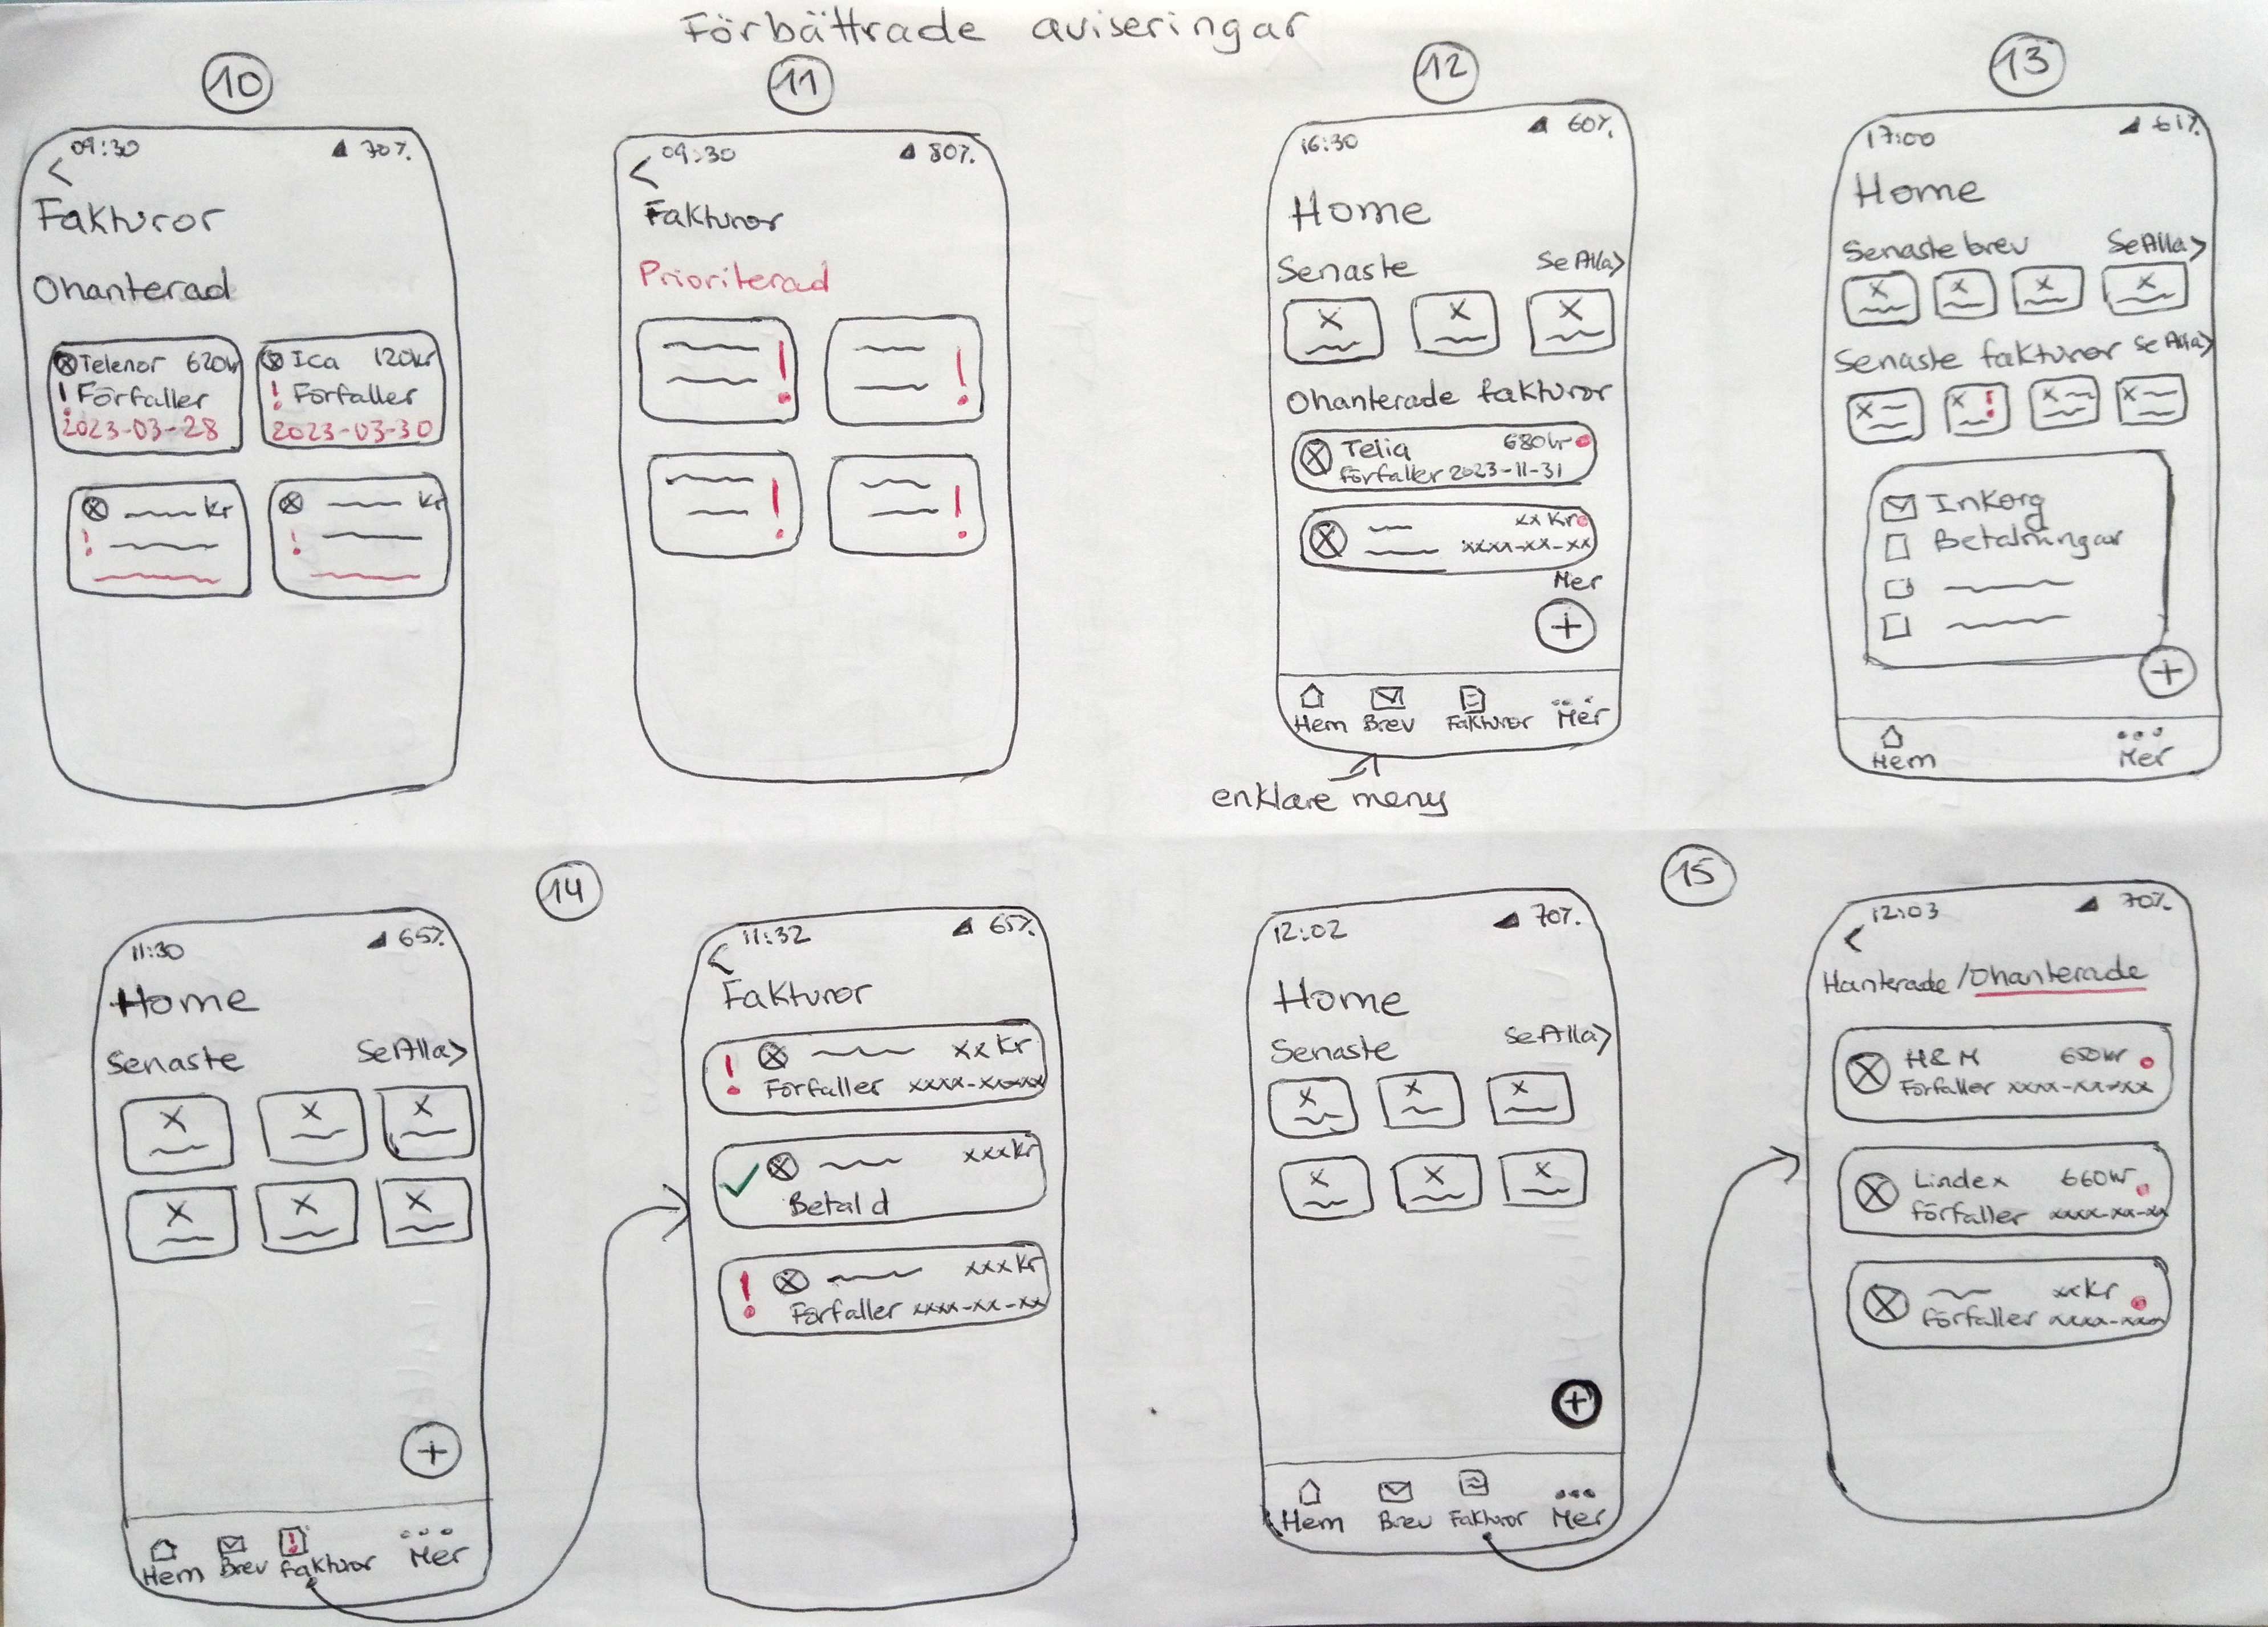 Förbättrade aviseringar
10
09:30 70%
<
Fakturor
Ohanterad
Telenor 620kr
! Förfaller
2023-03-28
Ica 120kr
! Förfaller
2023-03-30
kr
!
kr
!
11
09:30 80%
<
Fakturor
Prioriterad
!
!
!
!
12
16:30 60%
Home
Senaste Se Alla>
x x x
Ohanterade fakturor
Telia 680kr
förfaller 2023-11-31
xx kr
xxxx-xx-xx
Mer
+
Hem Brev Fakturor Mer
enklare meny
13
17:00 61%
Home
Senaste brev Se Alla>
x x x x
Senaste fakturor Se Alla>
x x ! x x
Inkorg
Betalningar
+
Hem Mer
14
11:30 65%
Home
Senaste Se Alla>
x x x
x x x
+
!
Hem Brev fakturor Mer
11:32 65%
<
Fakturor
! xx kr
Förfaller xxxx-xx-xx
xxx kr
Betald
! xxx kr
Förfaller xxxx-xx-xx
15
12:02 70%
Home
Senaste Se Alla>
x x x
x x x
+
Hem Brev Fakturor Mer
12:03 70%
<
Hanterade / Ohanterade
H&M 650kr
Förfaller xxxx-xx-xx
Lindex 660kr
förfaller xxxx-xx-xx
xx kr
förfaller